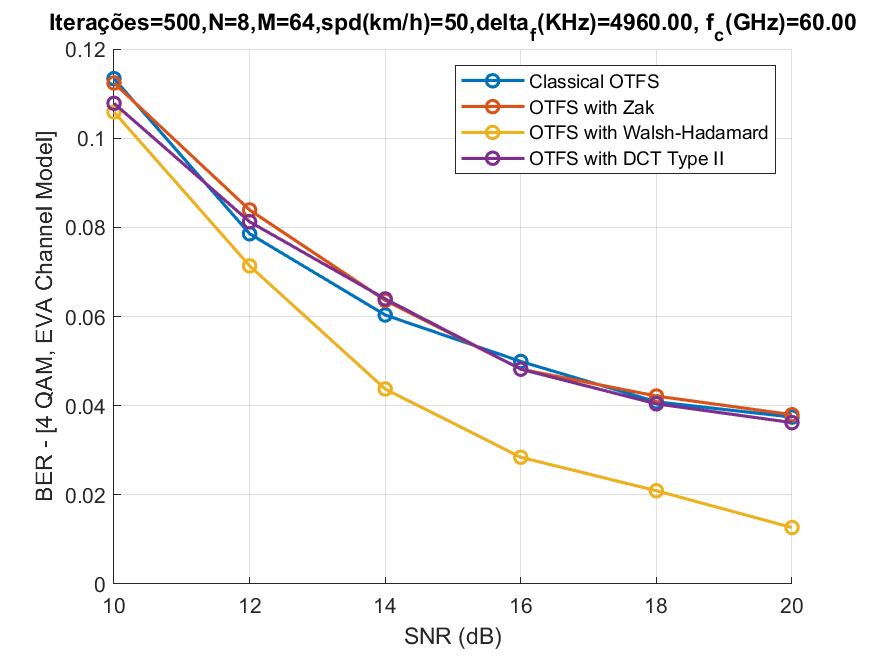 Iterações=500,N=8,M=64,spd(km/h)=50,delta_f(KHz)=4960.00, f_c(GHz)=60.00
0.12
0.1
0.08
0.06
0.04
0.02
0
BER - [4 QAM, EVA Channel Model]
Classical OTFS
OTFS with Zak
OTFS with Walsh-Hadamard
OTFS with DCT Type II
10 12 14 16 18 20
SNR (dB)